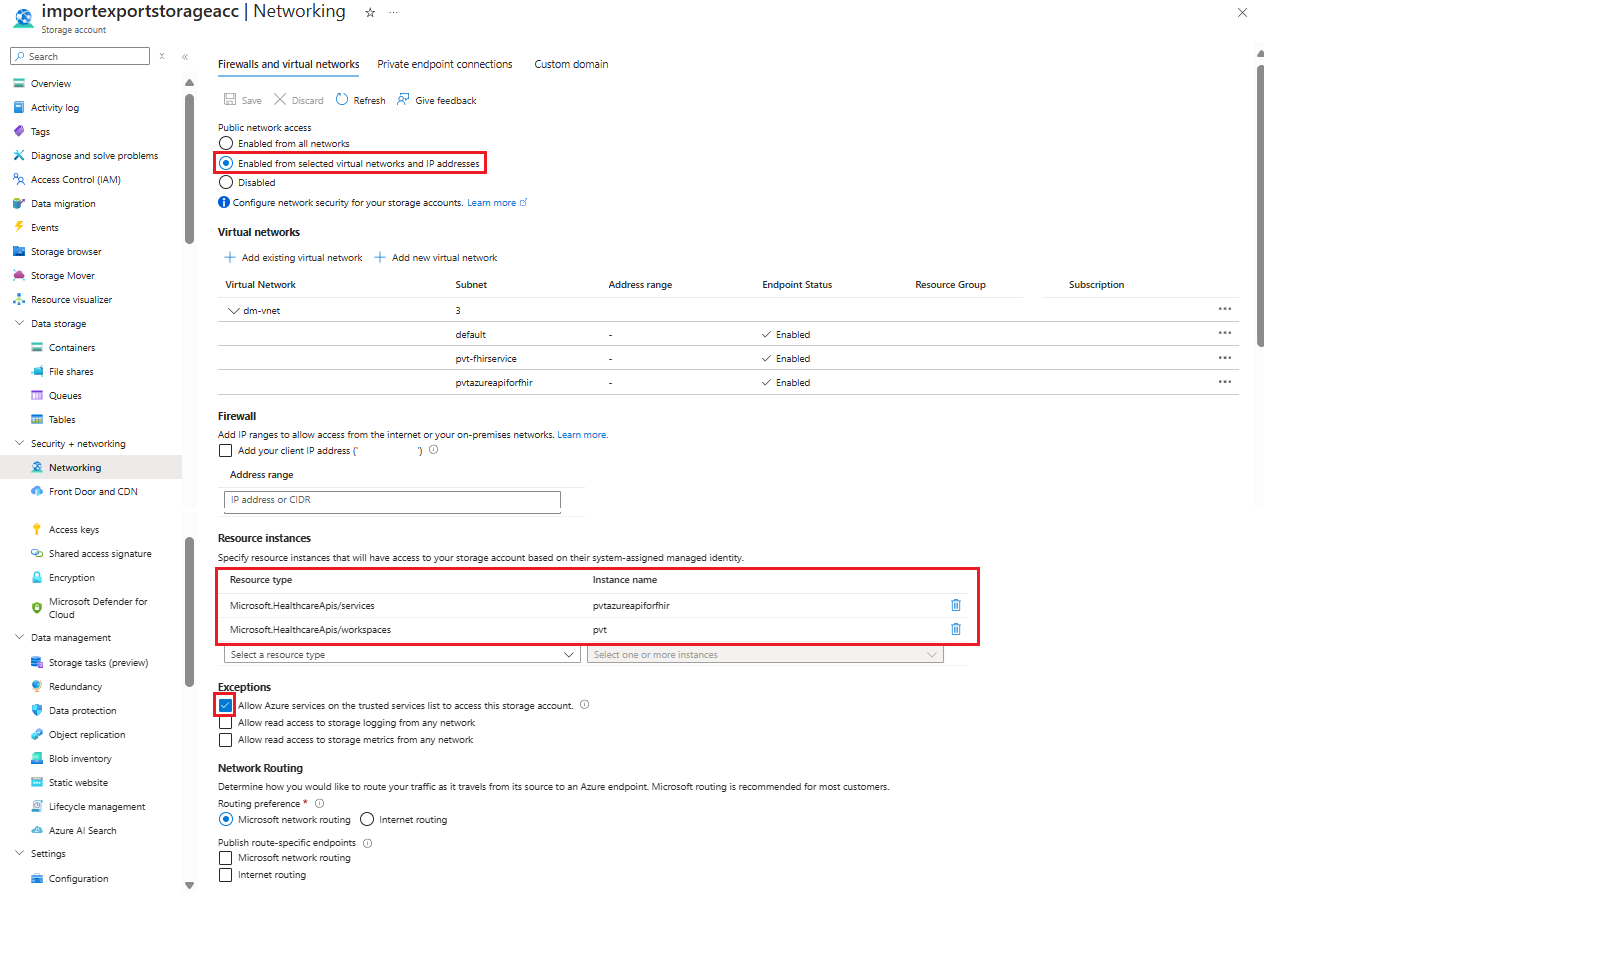 importexportstorageacc | Networking
Storage account
Search
Overview
Activity log
Tags
Diagnose and solve problems
Access Control (IAM)
Data migration
Events
Storage browser
Storage Mover
Resource visualizer
Data storage
Containers
File shares
Queues
Tables
Security + networking
Networking
Front Door and CDN
Access keys
Shared access signature
Encryption
Microsoft Defender for
Cloud
Data management
Storage tasks (preview)
Redundancy
Data protection
Object replication
Blob inventory
Static website
Lifecycle management
Azure AI Search
Settings
Configuration
Firewalls and virtual networks Private endpoint connections Custom domain
Save Discard Refresh Give feedback
Public network access
Enabled from all networks
Enabled from selected virtual networks and IP addresses
Disabled
Configure network security for your storage accounts. Learn more
Virtual networks
+ Add existing virtual network + Add new virtual network
Virtual Network Subnet Address range Endpoint Status Resource Group Subscription
dm-vnet 3 ...
default - Enabled ...
pvt-fhirservice - Enabled ...
pvtazureapiforfhir - Enabled ...
Firewall
Add IP ranges to allow access from the internet or your on-premises networks. Learn more.
Add your client IP address (' ')
Address range
IP address or CIDR
Resource instances
Specify resource instances that will have access to your storage account based on their system-assigned managed identity.
Resource type Instance name
Microsoft.HealthcareApis/services pvtazureapiforfhir
Microsoft.HealthcareApis/workspaces pvt
Select a resource type Select one or more instances
Exceptions
Allow Azure services on the trusted services list to access this storage account.
Allow read access to storage logging from any network
Allow read access to storage metrics from any network
Network Routing
Determine how you would like to route your traffic as it travels from its source to an Azure endpoint. Microsoft routing is recommended for most customers.
Routing preference *
Microsoft network routing Internet routing
Publish route-specific endpoints
Microsoft network routing
Internet routing